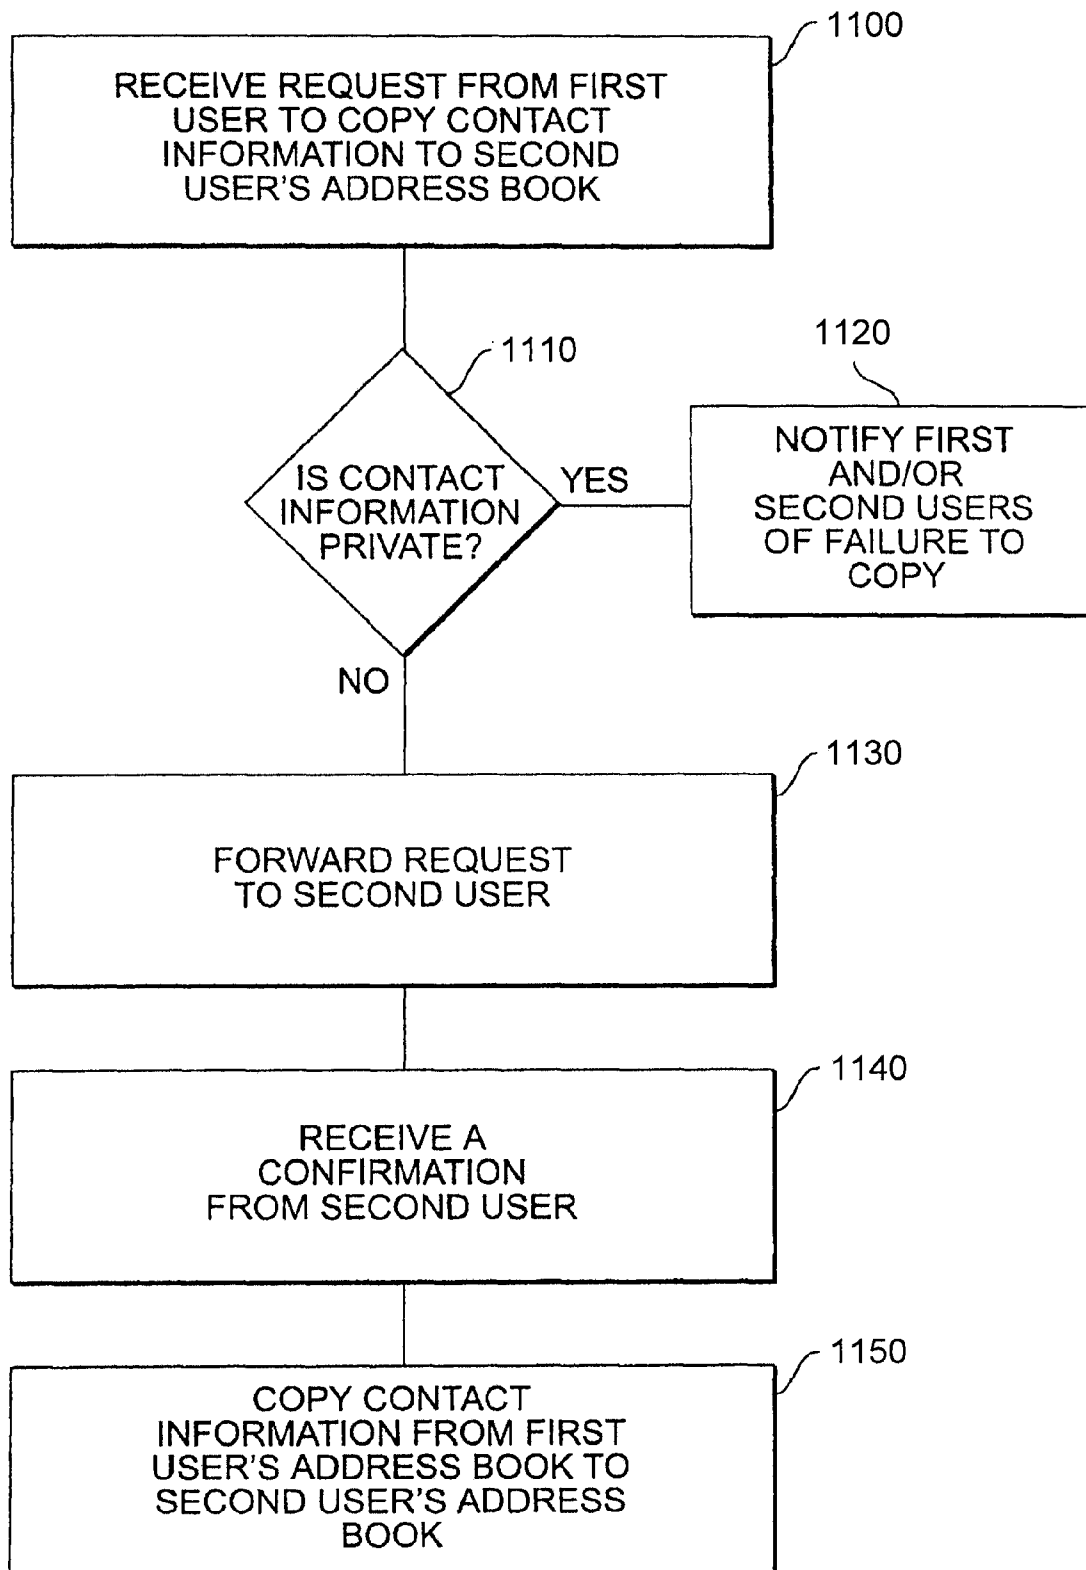 1100
RECEIVE REQUEST FROM FIRST
USER TO COPY CONTACT
INFORMATION TO SECOND
USER'S ADDRESS BOOK
1110
IS CONTACT
INFORMATION
PRIVATE?
YES
1120
NOTIFY FIRST
AND/OR
SECOND USERS
OF FAILURE TO
COPY
NO
1130
FORWARD REQUEST
TO SECOND USER
1140
RECEIVE A
CONFIRMATION
FROM SECOND USER
1150
COPY CONTACT
INFORMATION FROM FIRST
USER'S ADDRESS BOOK TO
SECOND USER'S ADDRESS
BOOK